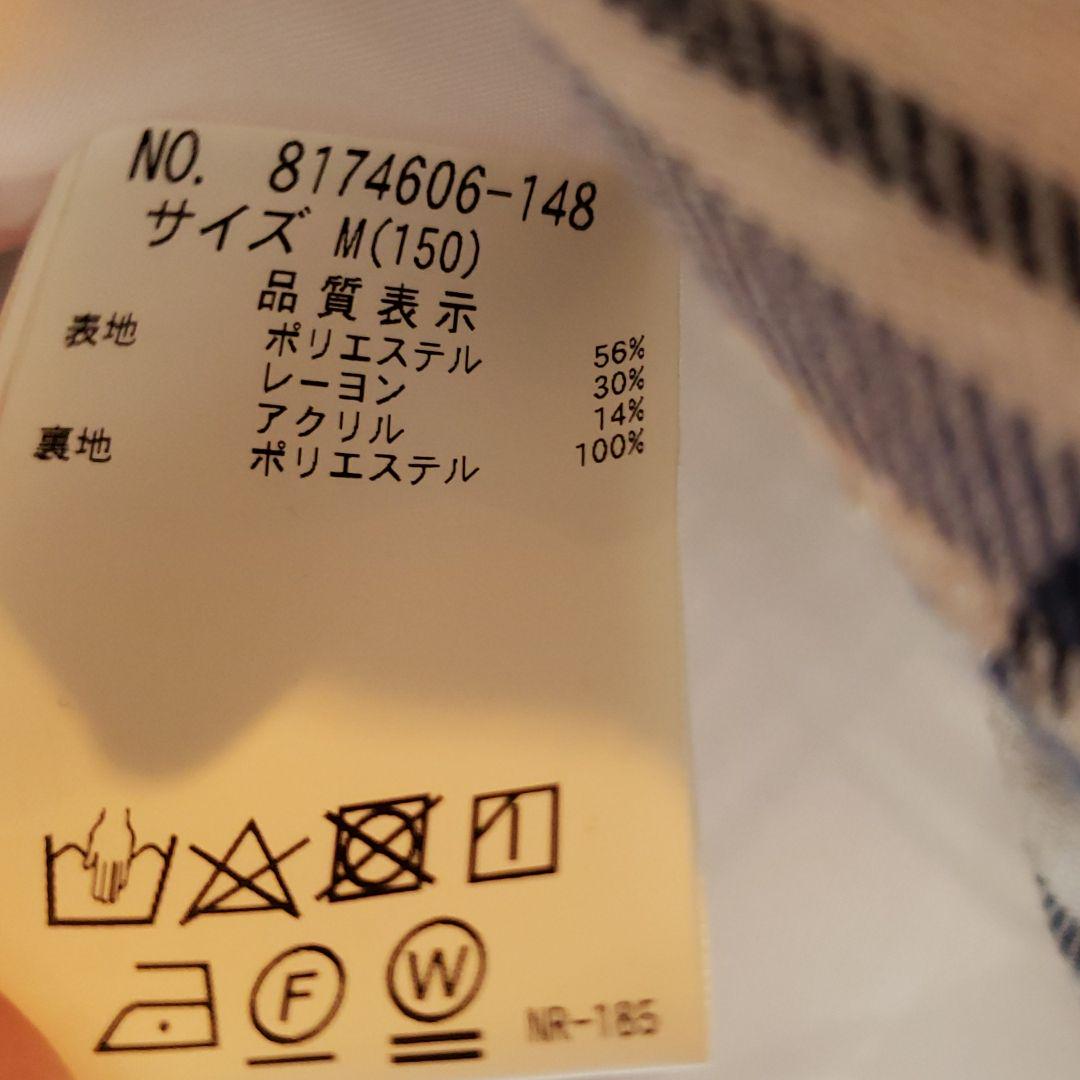 NO. 8174606-148
サイズ M(150)
品質表示
表地 ポリエステル 56%
レーヨン 30%
アクリル 14%
裏地 ポリエステル 100%
F W
NR-185